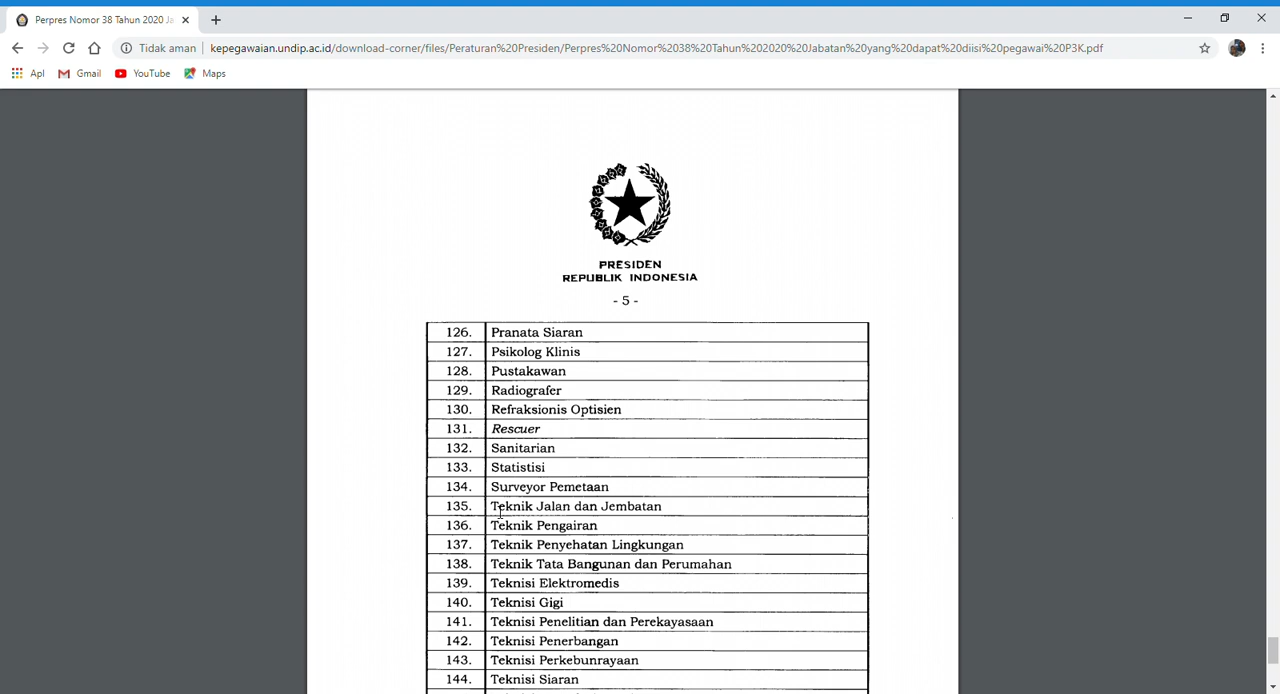 Perpres Nomor 38 Tahun 2020 Ja
Tidak aman
kepegawaian.undip.ac.id/download-corner/files/Peraturan%20Presiden/Perpres%20Nomor%2038%20Tahun%202020%20Jabatan%20yang%20dapat%20diisi%20pegawai%20P3K.pdf
Apl Gmail YouTube Maps
PRESIDEN
REPUBLIK INDONESIA
- 5 -
126. Pranata Siaran
127. Psikolog Klinis
128. Pustakawan
129. Radiografer
130. Refraksionis Optisien
131. Rescuer
132. Sanitarian
133. Statistisi
134. Surveyor Pemetaan
135. Teknik Jalan dan Jembatan
136. Teknik Pengairan
137. Teknik Penyehatan Lingkungan
138. Teknik Tata Bangunan dan Perumahan
139. Teknisi Elektromedis
140. Teknisi Gigi
141. Teknisi Penelitian dan Perekayasaan
142. Teknisi Penerbangan
143. Teknisi Perkebunrayaan
144. Teknisi Siaran